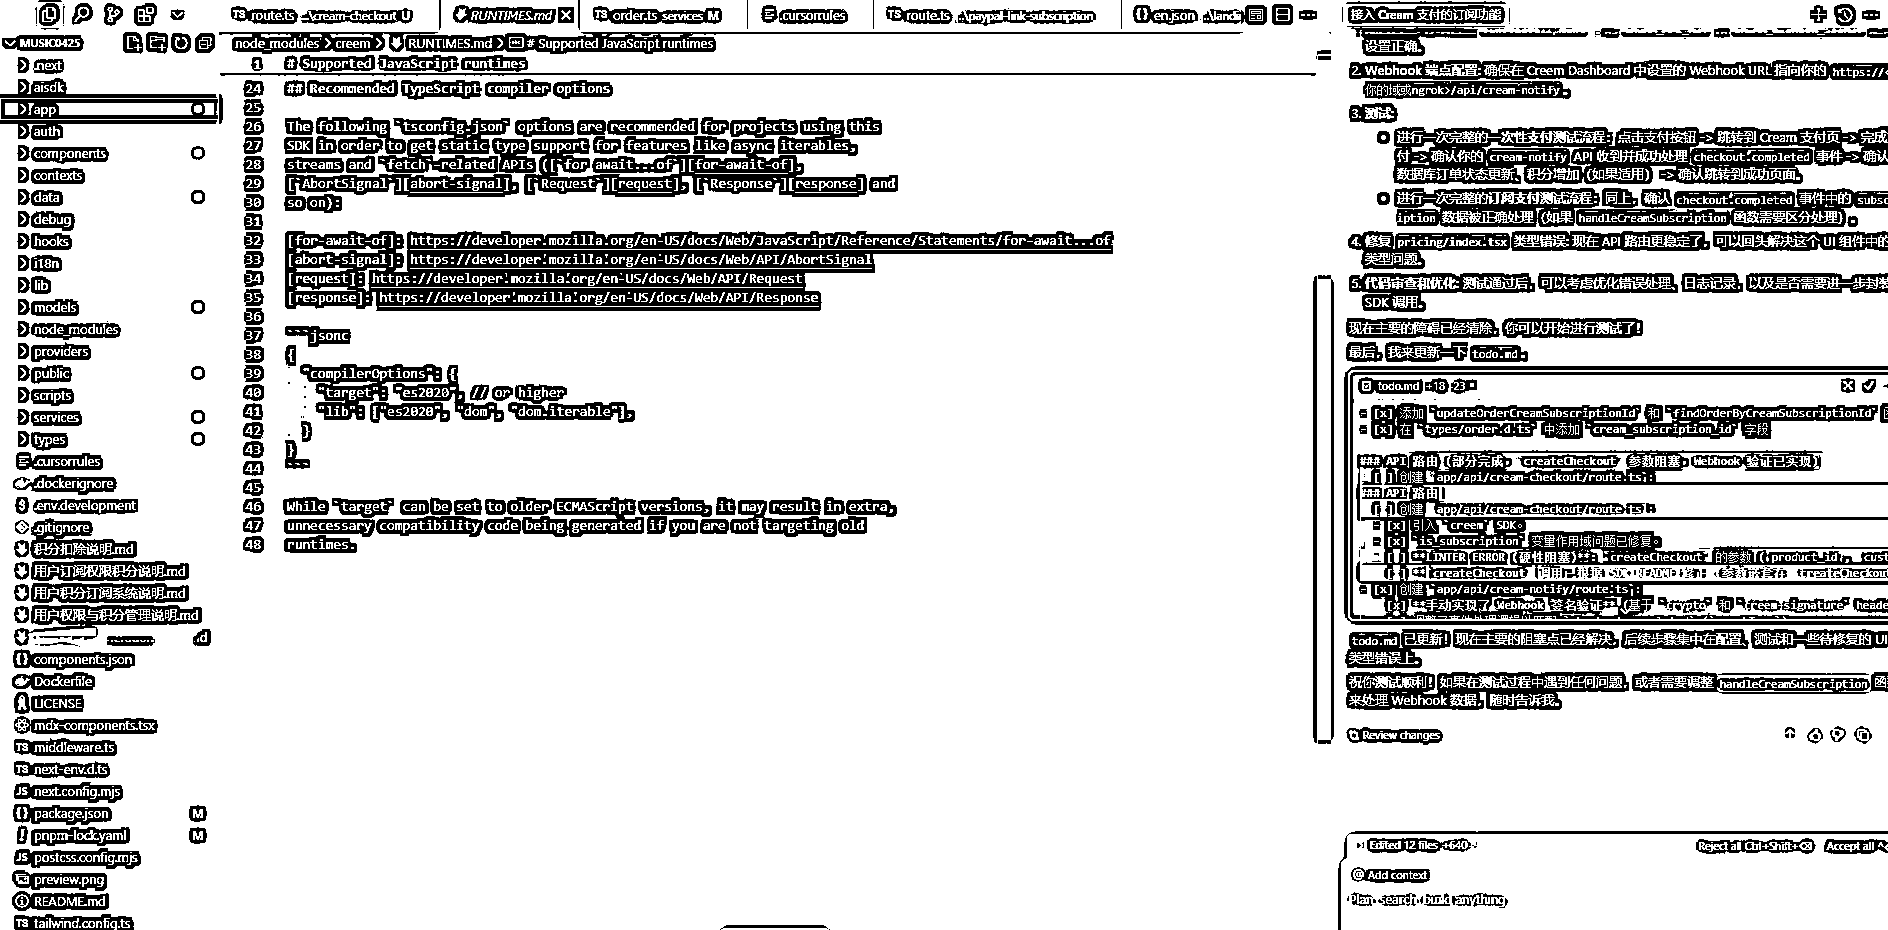 route.ts ...\cream-checkout U
RUNTIMES.md
order.ts services M
.cursorrules
route.ts ...\paypal-link-subscription
en.json ...\landi
MUSIC0425
.next
aisdk
app
auth
components
contexts
data
debug
hooks
i18n
lib
models
node_modules
providers
public
scripts
services
types
.cursorrules
.dockerignore
.env.development
.gitignore
积分扣除说明.md
用户订阅权限积分说明.md
用户积分订阅系统说明.md
用户权限与积分管理说明.md
components.json
Dockerfile
LICENSE
mdx-components.tsx
middleware.ts
next-env.d.ts
next.config.mjs
package.json M
pnpm-lock.yaml M
postcss.config.mjs
preview.png
README.md
tailwind.config.ts
node_modules > creem > RUNTIMES.md > # Supported JavaScript runtimes
1 # Supported JavaScript runtimes
24 ## Recommended TypeScript compiler options
25
26 The following `tsconfig.json` options are recommended for projects using this
27 SDK in order to get static type support for features like async iterables,
28 streams and `fetch`-related APIs ([`for await...of`][for-await-of],
29 [`AbortSignal`][abort-signal], [`Request`][request], [`Response`][response] and
30 so on):
31
32 [for-await-of]: https://developer.mozilla.org/en-US/docs/Web/JavaScript/Reference/Statements/for-await...of
33 [abort-signal]: https://developer.mozilla.org/en-US/docs/Web/API/AbortSignal
34 [request]: https://developer.mozilla.org/en-US/docs/Web/API/Request
35 [response]: https://developer.mozilla.org/en-US/docs/Web/API/Response
36
37 ```jsonc
38 {
39 "compilerOptions": {
40 "target": "es2020", // or higher
41 "lib": ["es2020", "dom", "dom.iterable"],
42 }
43 }
44 ```
45
46 While `target` can be set to older ECMAScript versions, it may result in extra,
47 unnecessary compatibility code being generated if you are not targeting old
48 runtimes.
接入 Creem 支付的订阅功能
设置正确。
2. Webhook 端点配置: 确保在 Creem Dashboard 中设置的 Webhook URL 指向你的 https://<
你的域或ngrok>/api/cream-notify。
3. 测试:
进行一次完整的一次性支付测试流程: 点击支付按钮 -> 跳转到 Cream 支付页 -> 完成
付 -> 确认你的 cream-notify API 收到并成功处理 checkout.completed 事件 -> 确认
数据库订单状态更新、积分增加 (如果适用) -> 确认跳转到成功页面。
进行一次完整的订阅支付测试流程: 同上, 确认 checkout.completed 事件中的 subsc
iption 数据被正确处理 (如果 handleCreamSubscription 函数需要区分处理) 。
4. 修复 pricing/index.tsx 类型错误: 现在 API 路由更稳定了, 可以回头解决这个 UI 组件中的
类型问题。
5. 代码审查和优化: 测试通过后, 可以考虑优化错误处理、日志记录, 以及是否需要进一步封装
SDK 调用。
现在主要的障碍已经清除, 你可以开始进行测试了!
最后, 我来更新一下 todo.md。
todo.md +18 -23
- [x] 添加 `updateOrderCreamSubscriptionId` 和 `findOrderByCreamSubscriptionId`
- [x] 在 `types/order.d.ts` 中添加 `cream_subscription_id` 字段
### API 路由 (部分完成, `createCheckout` 参数阻塞, Webhook 验证已实现)
[ ] 创建 `app/api/cream-checkout/route.ts`:
### API 路由
[ ] 创建 `app/api/cream-checkout/route.ts`:
- [x] 引入 `creem` SDK。
- [x] `is_subscription` 变量作用域问题已修复。
[ ] **LINTER ERROR (硬性阻塞)**: `createCheckout` 的参数 ({product_id, cust
- [x] 创建 `app/api/cream-notify/route.ts`:
[x] **手动实现了 Webhook 签名验证** (基于 `crypto` 和 `creem-signature` heade
todo.md 已更新! 现在主要的阻塞点已经解决, 后续步骤集中在配置、测试和一些待修复的 UI
类型错误上。
祝你测试顺利! 如果在测试过程中遇到任何问题, 或者需要调整 handleCreamSubscription 函
来处理 Webhook 数据, 随时告诉我。
Review changes
Edited 12 files +640
Reject all Ctrl+Shift+⌫ Accept all
Add context
Plan, search, build anything